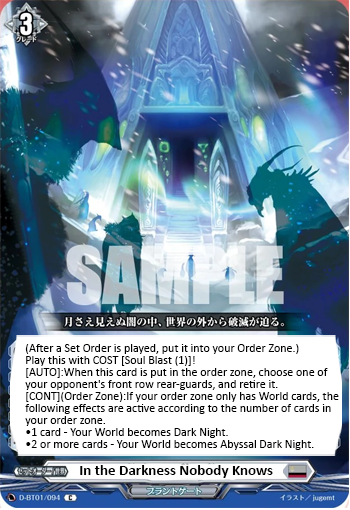 3
グレード
SAMPLE
月さえ見えぬ闇の中、世界の外から破滅が迫る。
(After a Set Order is played, put it into your Order Zone.)
Play this with COST [Soul Blast (1)]!
[AUTO]:When this card is put in the order zone, choose one of
your opponent's front row rear-guards, and retire it.
[CONT](Order Zone):If your order zone only has World cards, the
following effects are active according to the number of cards in
your order zone.
•1 card - Your World becomes Dark Night.
•2 or more cards - Your World becomes Abyssal Dark Night.
In the Darkness Nobody Knows
ブラントゲート
D-BT01/094 C
イラスト/jugemt